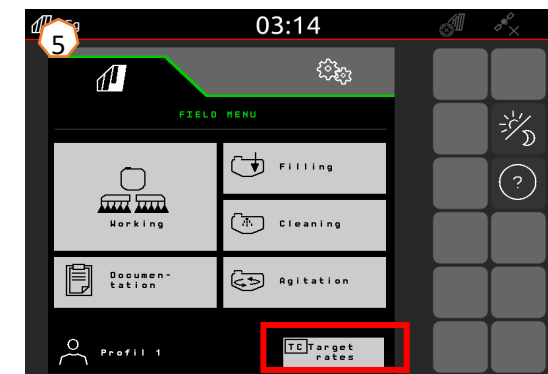 03:14
5
FIELD MENU
Working
Filling
Cleaning
Documen-
tation
Agitation
Profil 1
TC Target
rates
?